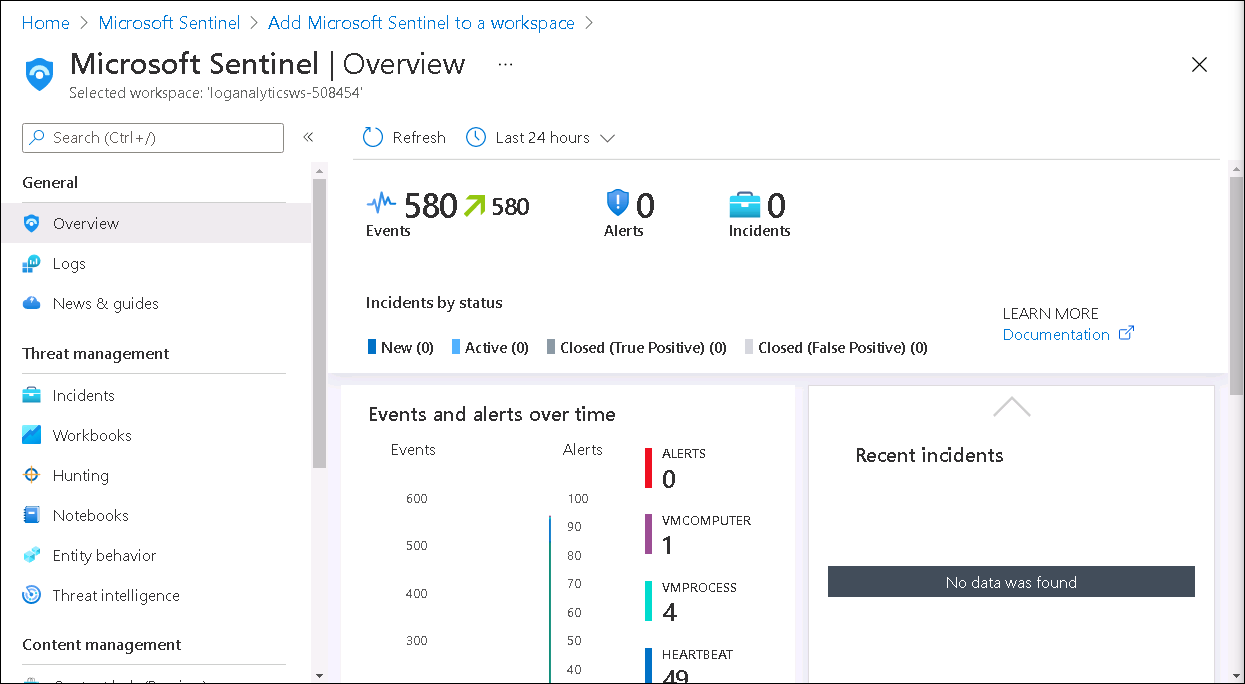 Home > Microsoft Sentinel > Add Microsoft Sentinel to a workspace >
Microsoft Sentinel | Overview ...
Selected workspace: 'loganalyticsws-508454'
Search (Ctrl+/)
«
General
Overview
Logs
News & guides
Threat management
Incidents
Workbooks
Hunting
Notebooks
Entity behavior
Threat intelligence
Content management
Refresh
Last 24 hours
580 580
Events
0
Alerts
0
Incidents
Incidents by status
New (0) Active (0) Closed (True Positive) (0) Closed (False Positive) (0)
LEARN MORE
Documentation
Events and alerts over time
Events
600
500
400
300
Alerts
100
90
80
70
60
50
40
ALERTS
0
VMCOMPUTER
1
VMPROCESS
4
HEARTBEAT
49
Recent incidents
No data was found